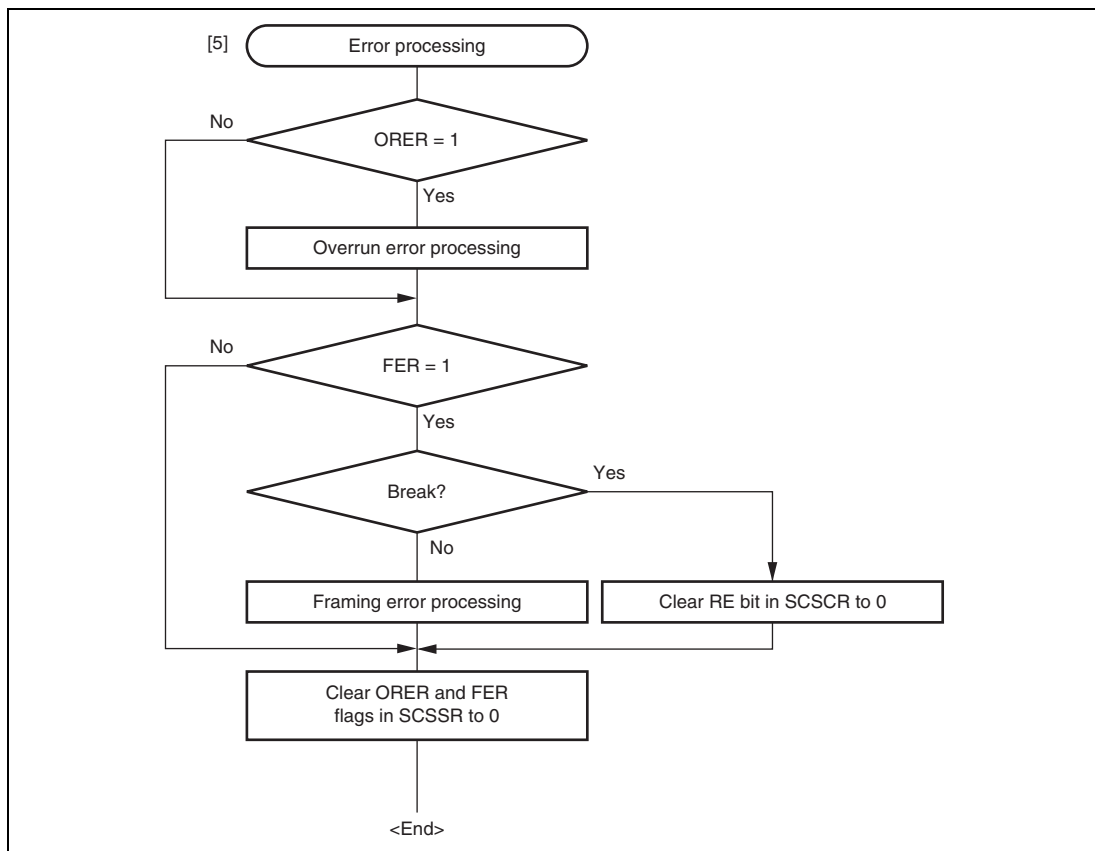 [5]
Error processing
No
ORER = 1
Yes
Overrun error processing
No
FER = 1
Yes
Yes
Break?
No
Framing error processing
Clear RE bit in SCSCR to 0
Clear ORER and FER
flags in SCSSR to 0
<End>